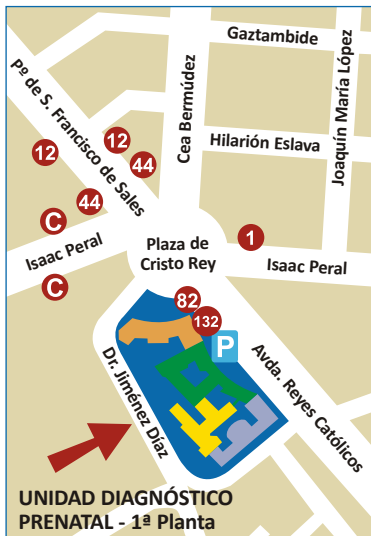 Gaztambide
Pº de S. Francisco de Sales
Cea Bermúdez
Joaquín María López
Hilarión Eslava
12
12
44
44
C
Isaac Peral
C
Plaza de
Cristo Rey
1
Isaac Peral
82
132
P
Dr. Jiménez Díaz
Avda. Reyes Católicos
UNIDAD DIAGNÓSTICO
PRENATAL - 1ª Planta